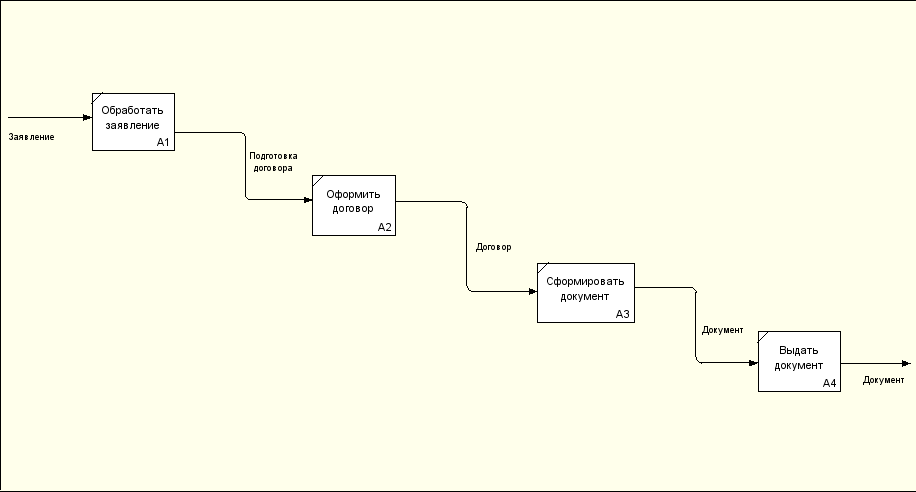 Заявление
Обработать
заявление
A1
Подготовка
договора
Оформить
договор
A2
Договор
Сформировать
документ
A3
Документ
Выдать
документ
A4
Документ